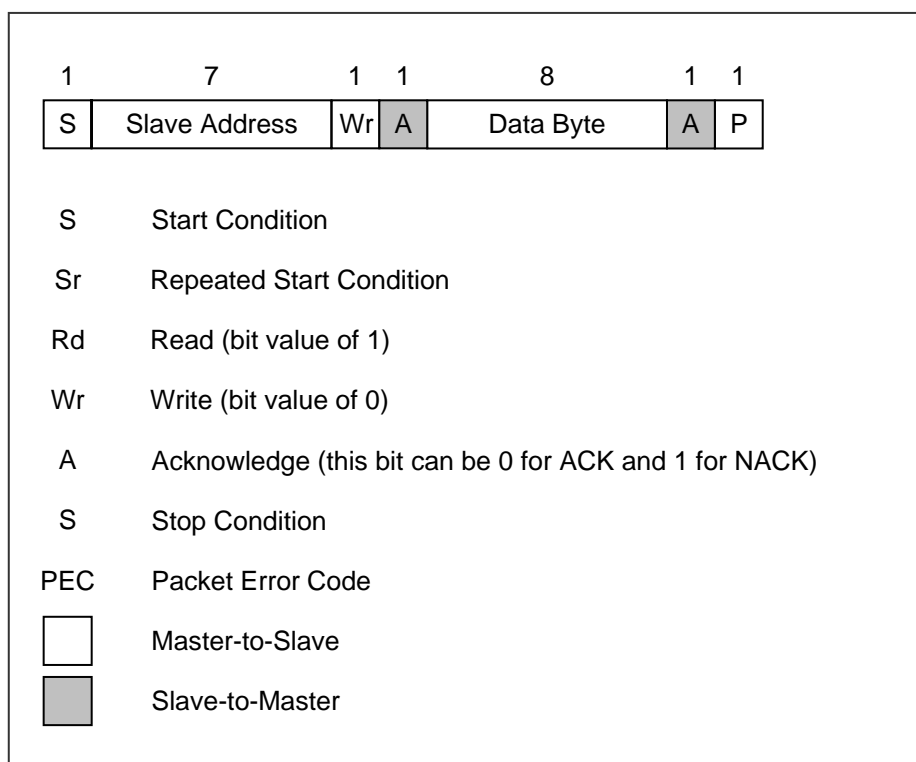 1 7 1 1 8 1 1
S Slave Address Wr A Data Byte A P
S Start Condition
Sr Repeated Start Condition
Rd Read (bit value of 1)
Wr Write (bit value of 0)
A Acknowledge (this bit can be 0 for ACK and 1 for NACK)
S Stop Condition
PEC Packet Error Code
Master-to-Slave
Slave-to-Master